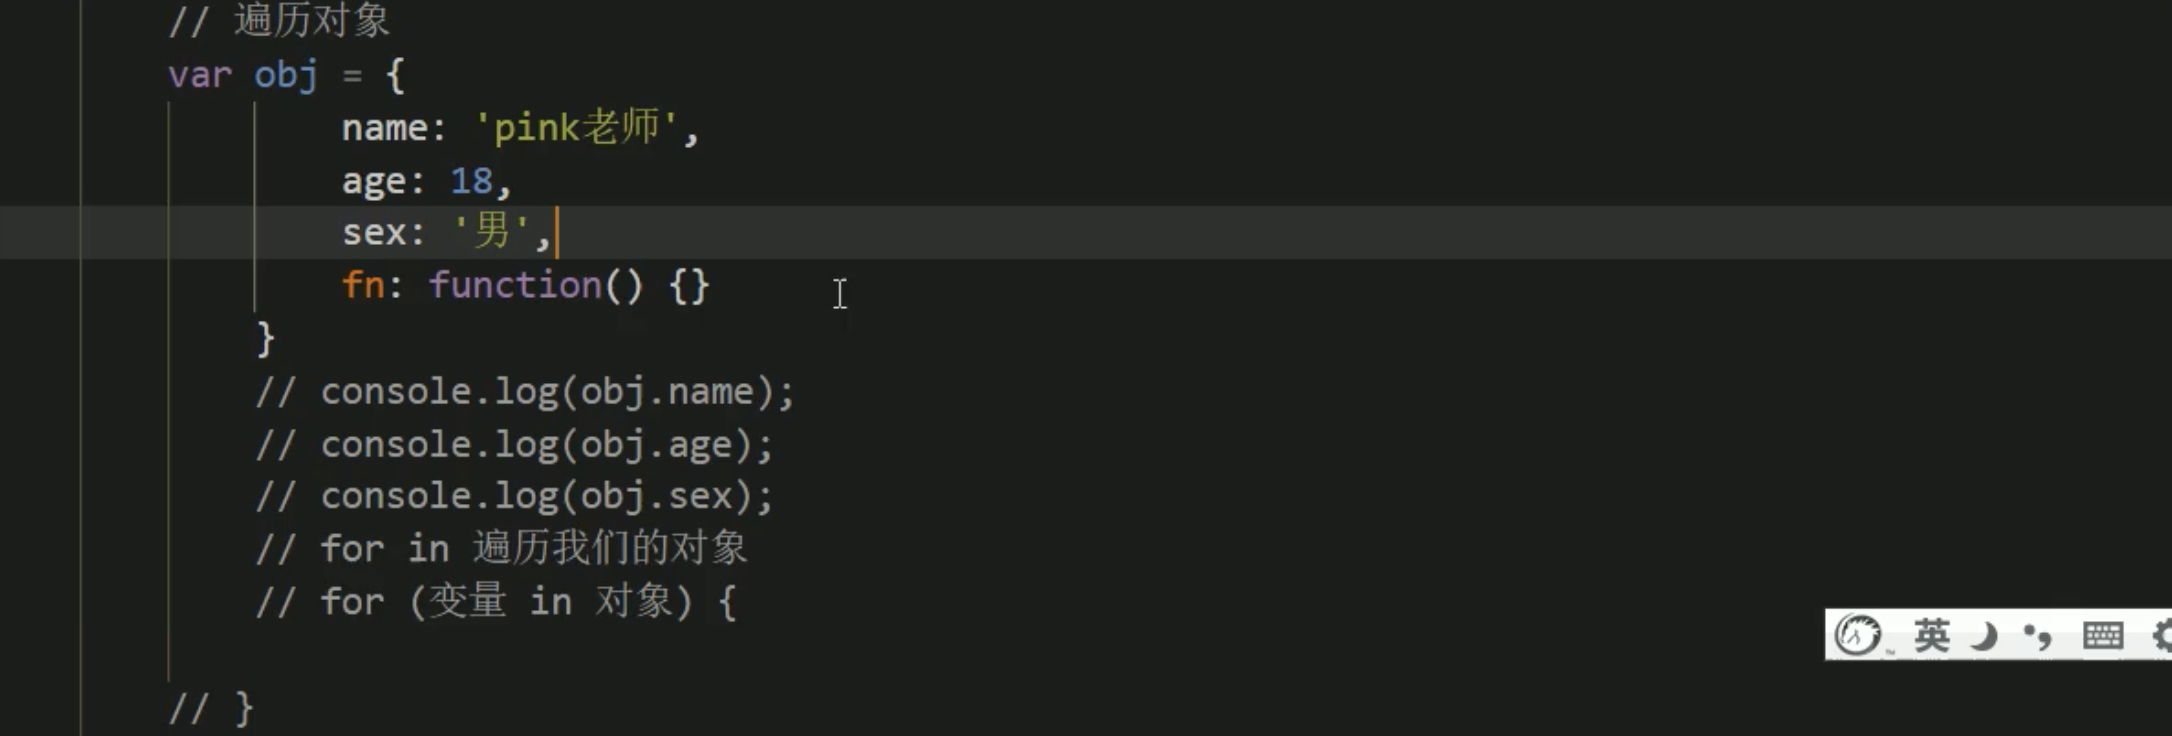 // 遍历对象
var obj = {
name: 'pink老师',
age: 18,
sex: '男',
fn: function() {}
}
// console.log(obj.name);
// console.log(obj.age);
// console.log(obj.sex);
// for in 遍历我们的对象
// for (变量 in 对象) {
英
// }